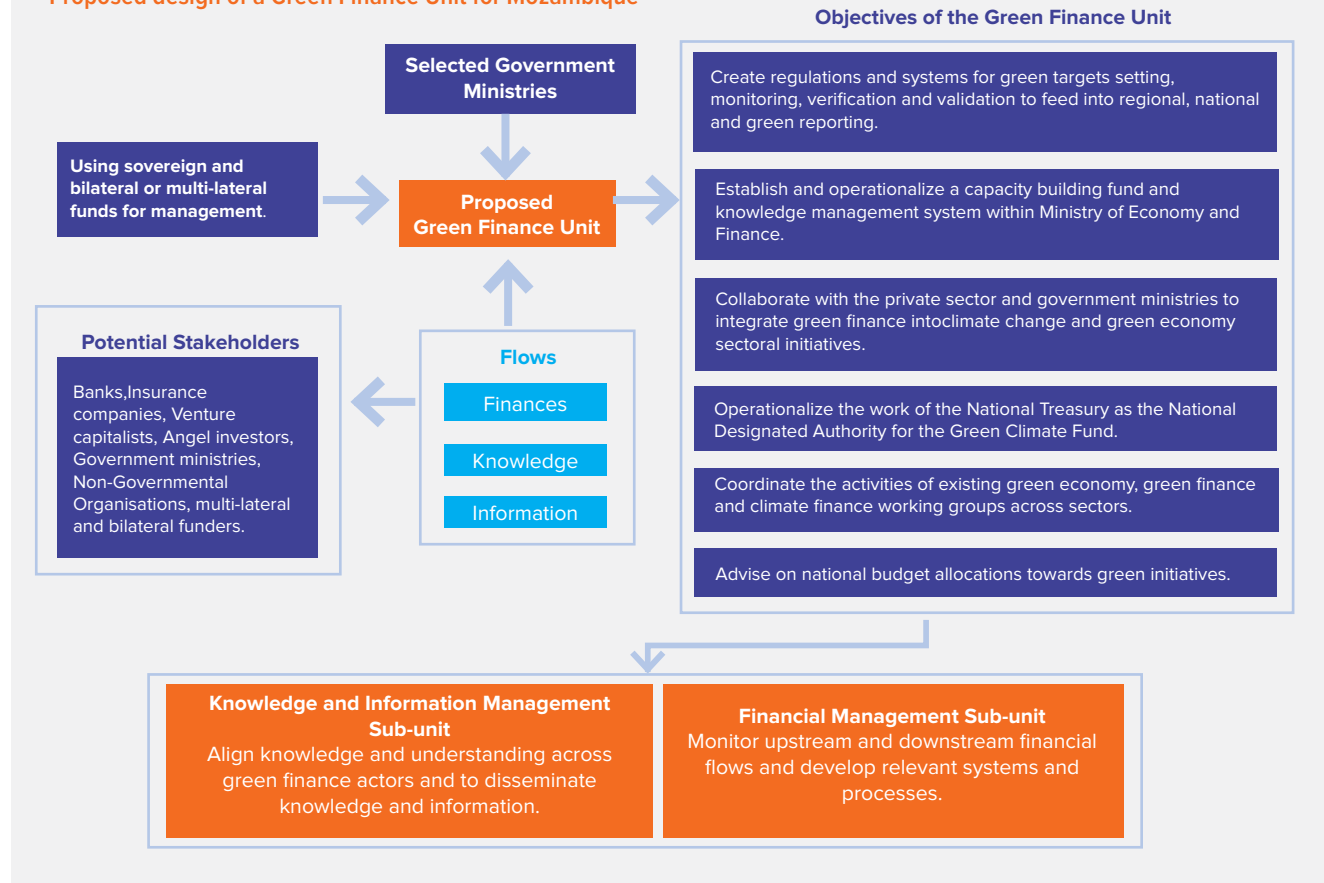 Proposed design of a Green Finance Unit for Mozambique
Objectives of the Green Finance Unit
Selected Government
Ministries
Using sovereign and
bilateral or multi-lateral
funds for management.
Proposed
Green Finance Unit
Create regulations and systems for green targets setting,
monitoring, verification and validation to feed into regional, national
and green reporting.
Establish and operationalize a capacity building fund and
knowledge management system within Ministry of Economy and
Finance.
Collaborate with the private sector and government ministries to
integrate green finance intoclimate change and green economy
sectoral initiatives.
Operationalize the work of the National Treasury as the National
Designated Authority for the Green Climate Fund.
Coordinate the activities of existing green economy, green finance
and climate finance working groups across sectors.
Advise on national budget allocations towards green initiatives.
Potential Stakeholders
Banks,Insurance
companies, Venture
capitalists, Angel investors,
Government ministries,
Non-Governmental
Organisations, multi-lateral
and bilateral funders.
Flows
Finances
Knowledge
Information
Knowledge and Information Management
Sub-unit
Align knowledge and understanding across
green finance actors and to disseminate
knowledge and information.
Financial Management Sub-unit
Monitor upstream and downstream financial
flows and develop relevant systems and
processes.